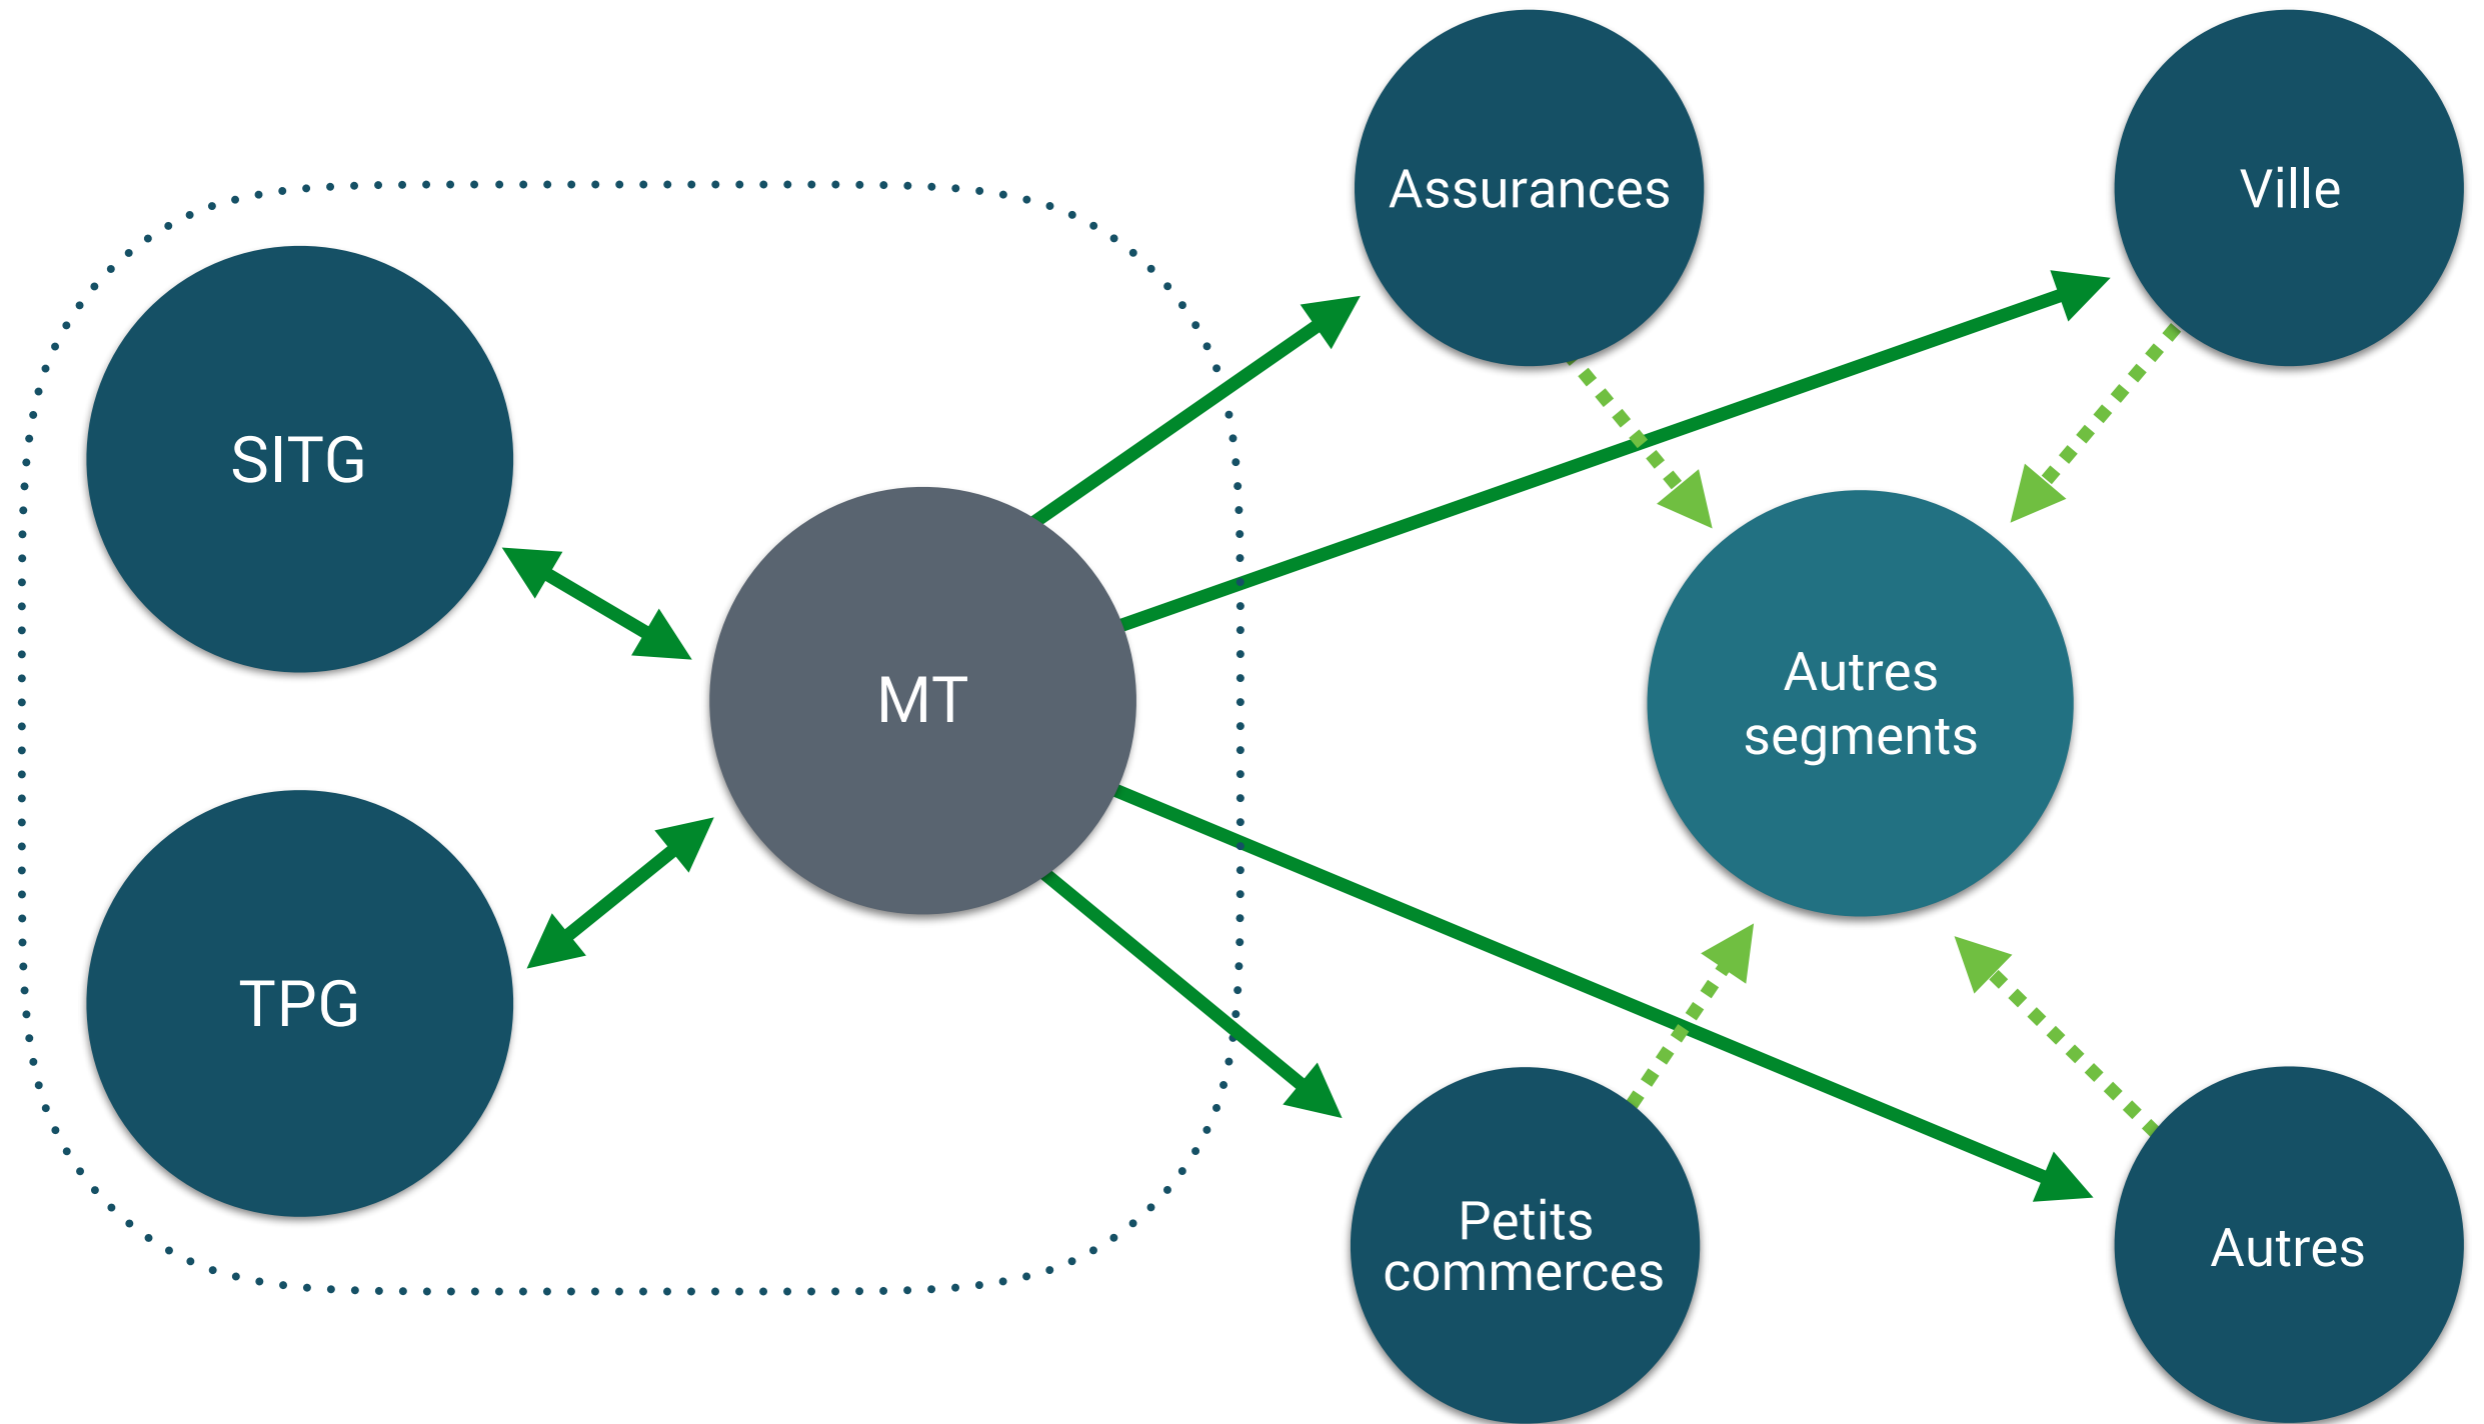 Assurances
Ville
SITG
MT
Autres
segments
TPG
Petits
commerces
Autres